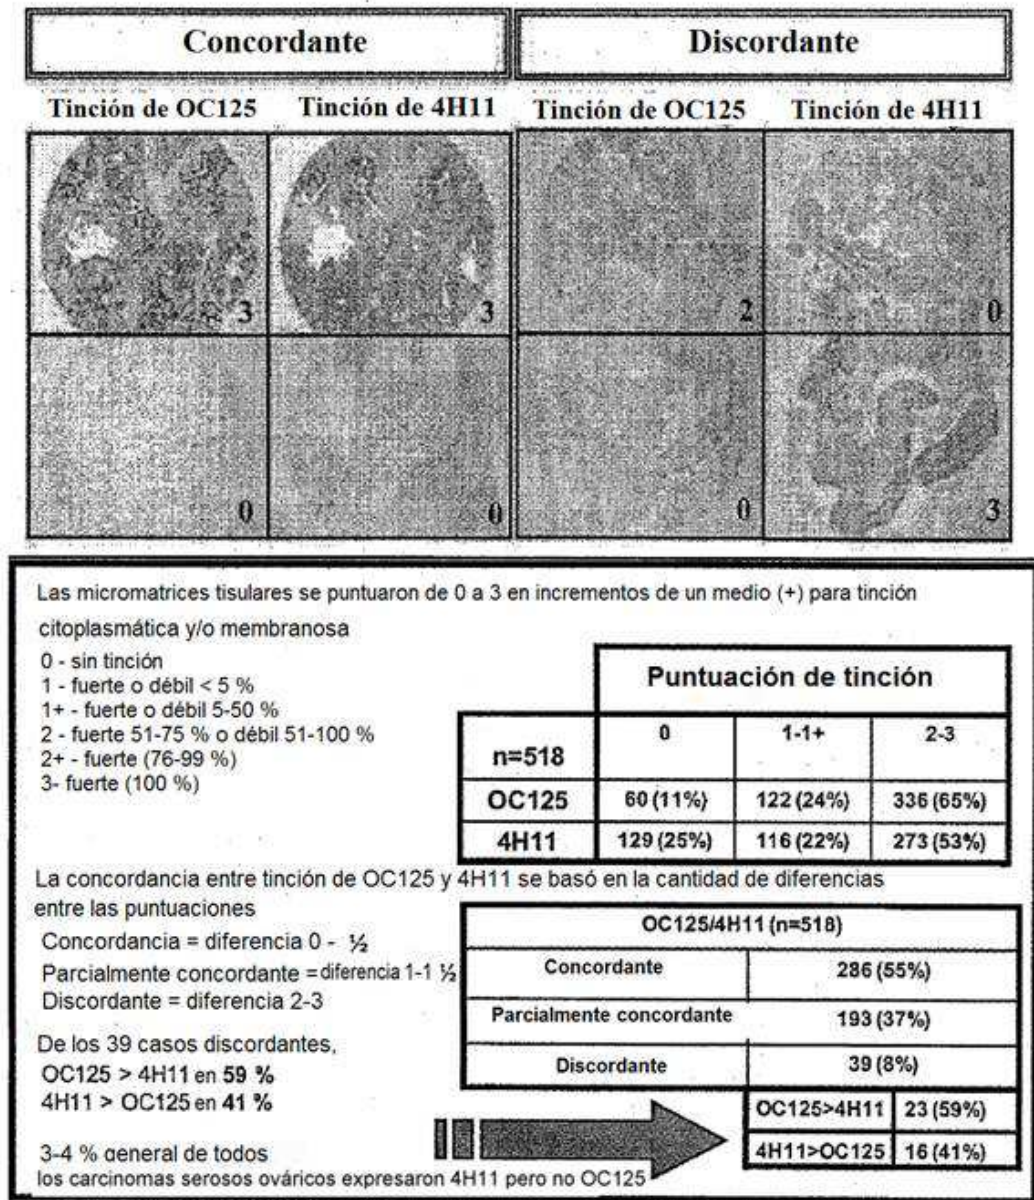 Concordante
Discordante
Tinción de OC125
Tinción de 4H11
Tinción de OC125
Tinción de 4H11
3
3
2
0
0
0
0
3
Las micromatrices tisulares se puntuaron de 0 a 3 en incrementos de un medio (+) para tinción
citoplasmática y/o membranosa
0 - sin tinción
1 - fuerte o débil < 5 %
1+ - fuerte o débil 5-50 %
2 - fuerte 51-75 % o débil 51-100 %
2+ - fuerte (76-99 %)
3- fuerte (100 %)
Puntuación de tinción
n=518 0 1-1+ 2-3
OC125 60 (11%) 122 (24%) 336 (65%)
4H11 129 (25%) 116 (22%) 273 (53%)
La concordancia entre tinción de OC125 y 4H11 se basó en la cantidad de diferencias
entre las puntuaciones
Concordancia = diferencia 0 - ½
Parcialmente concordante = diferencia 1-1 ½
Discordante = diferencia 2-3
De los 39 casos discordantes,
OC125 > 4H11 en 59 %
4H11 > OC125 en 41 %
3-4 % general de todos
los carcinomas serosos ováricos expresaron 4H11 pero no OC125
OC125/4H11 (n=518)
Concordante 286 (55%)
Parcialmente concordante 193 (37%)
Discordante 39 (8%)
OC125>4H11 23 (59%)
4H11>OC125 16 (41%)